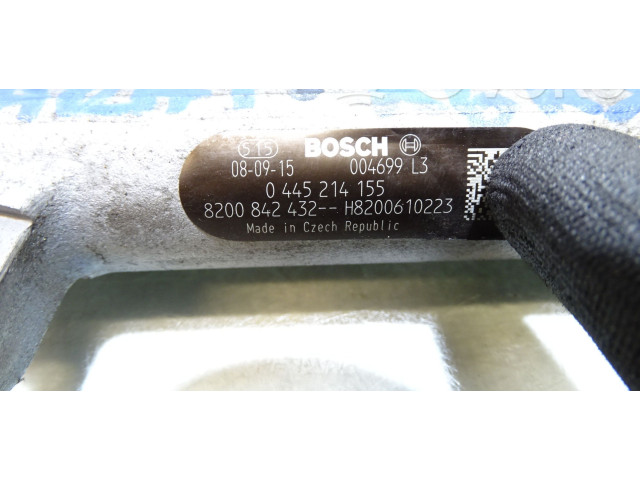 515 BOSCH
08-09-15 004699 L3
0 445 214 155
8200 842 432-- H8200610223
Made in Czech Republic